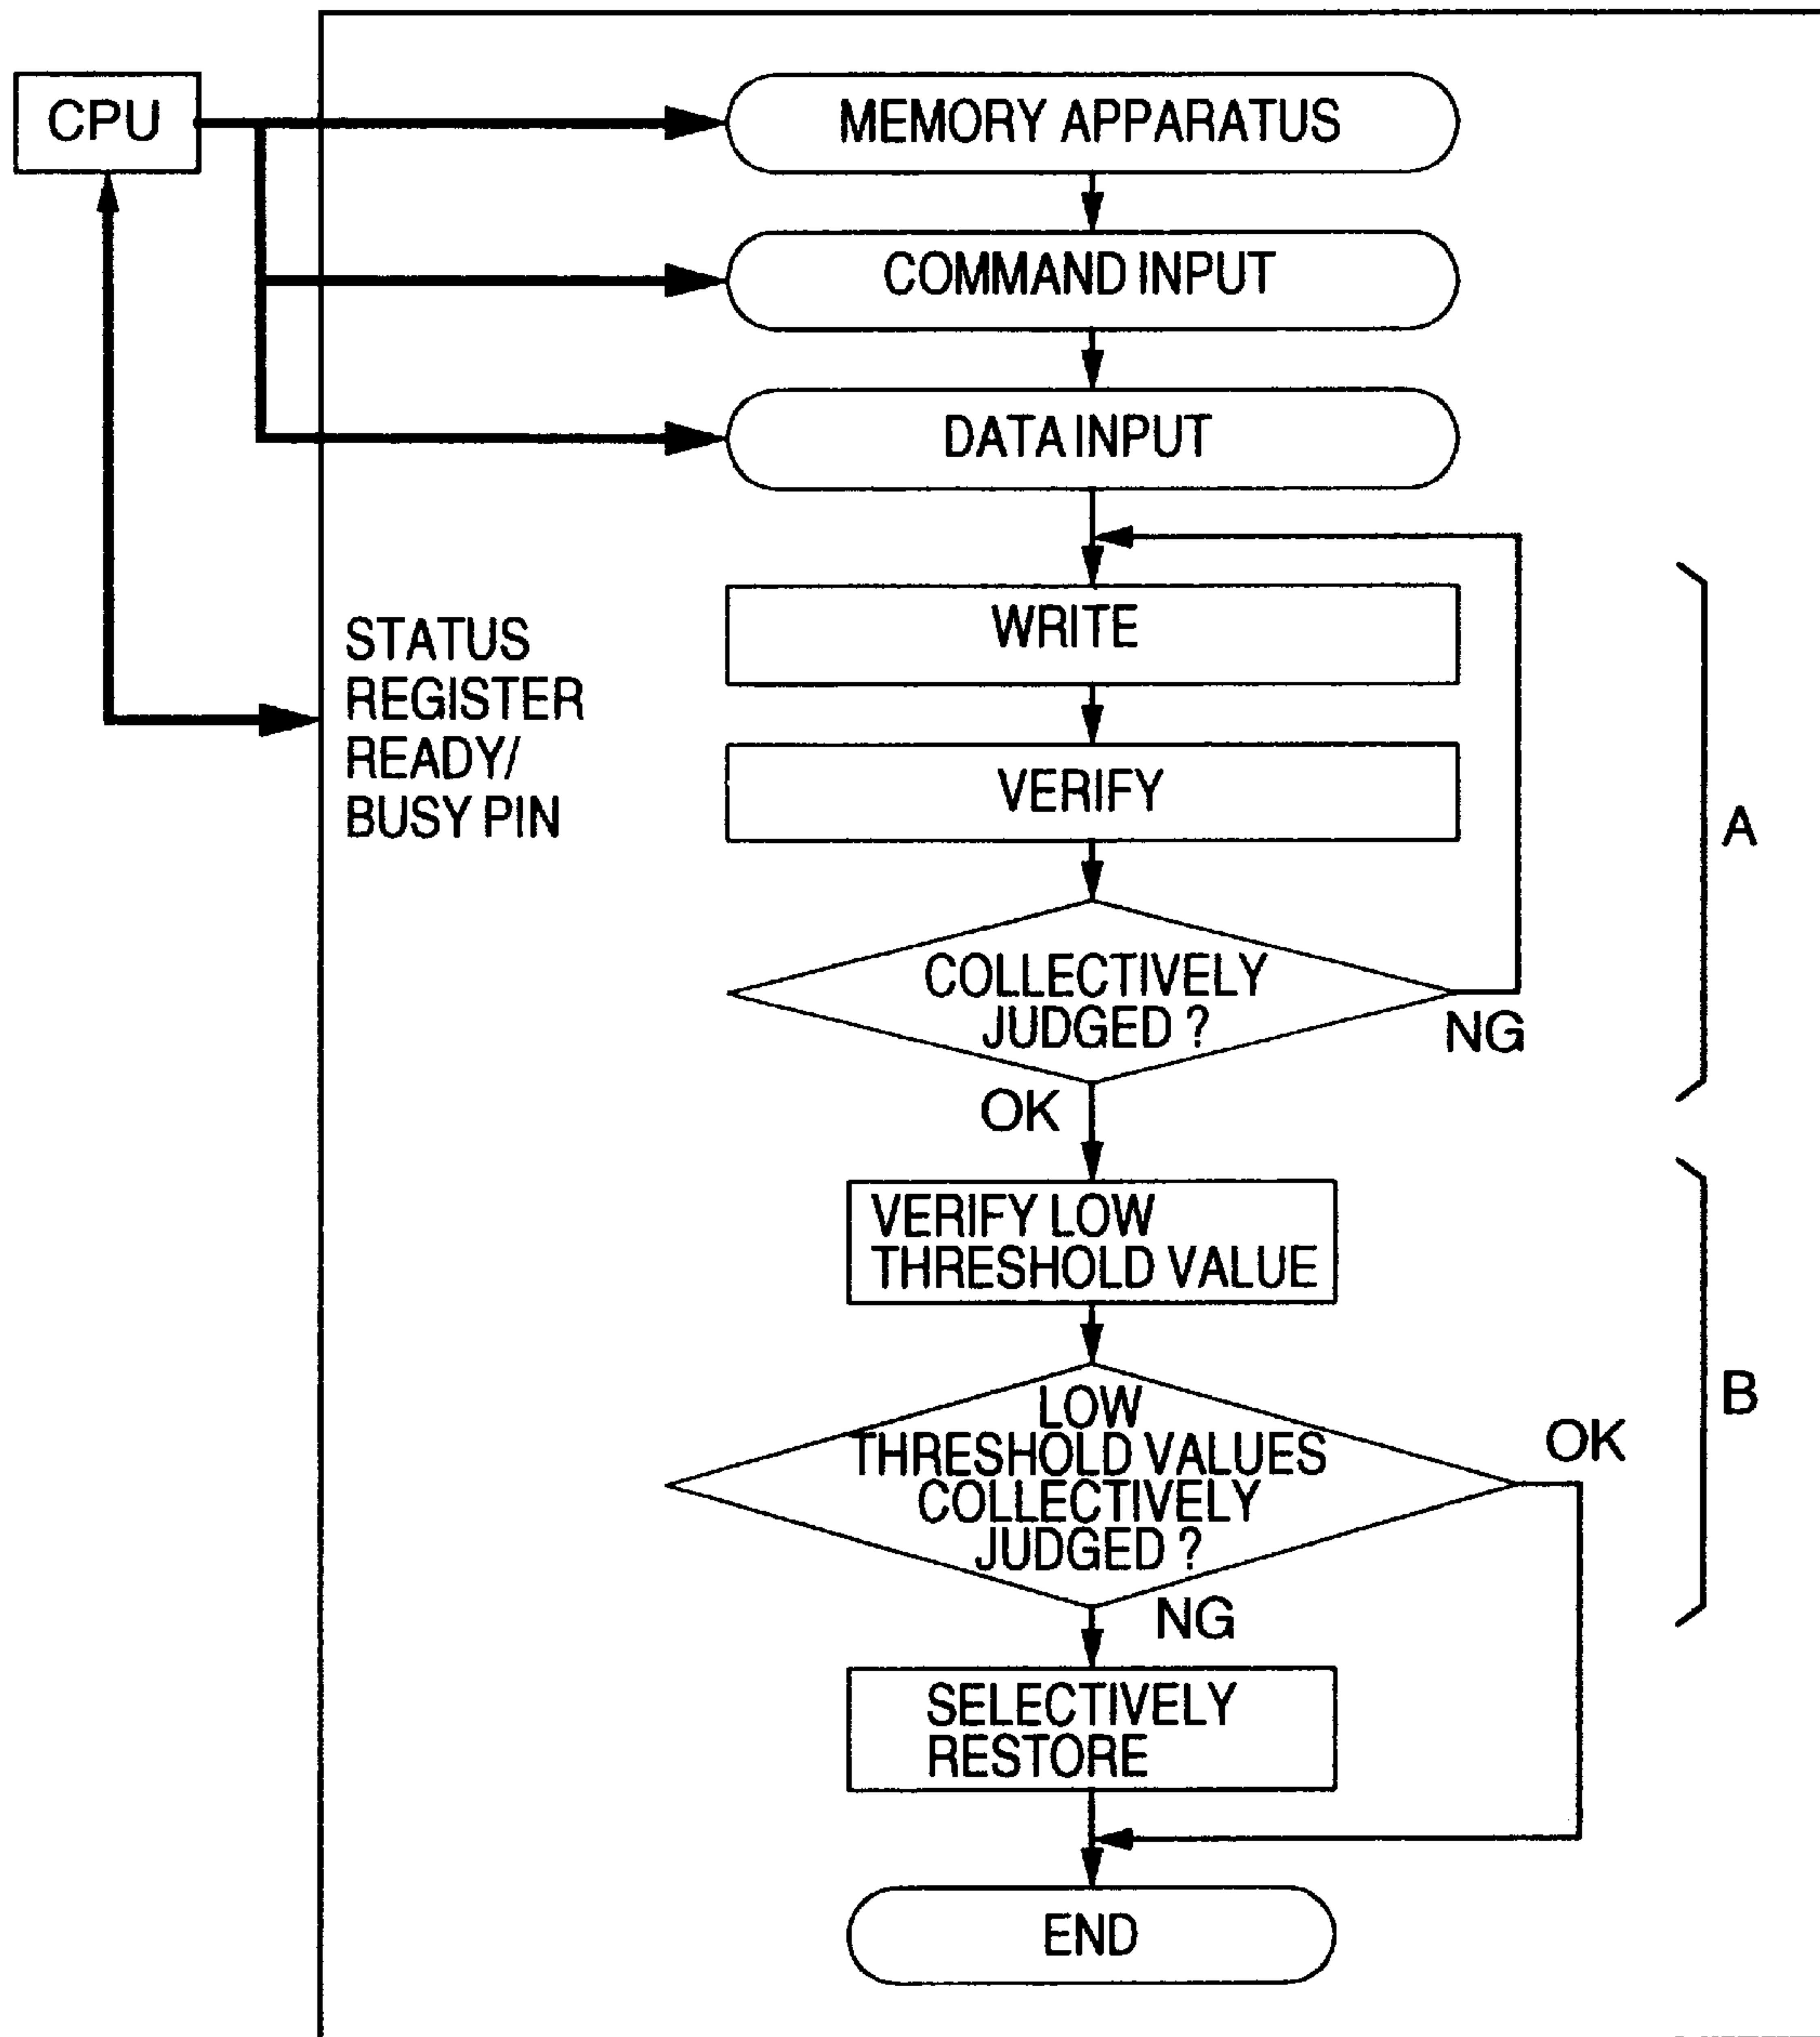 CPU
MEMORY APPARATUS
COMMAND INPUT
DATA INPUT
WRITE
STATUS
REGISTER
READY/
BUSY PIN
VERIFY
A
COLLECTIVELY
JUDGED ?
NG
OK
VERIFY LOW
THRESHOLD VALUE
LOW
THRESHOLD VALUES
COLLECTIVELY
JUDGED ?
OK
B
NG
SELECTIVELY
RESTORE
END